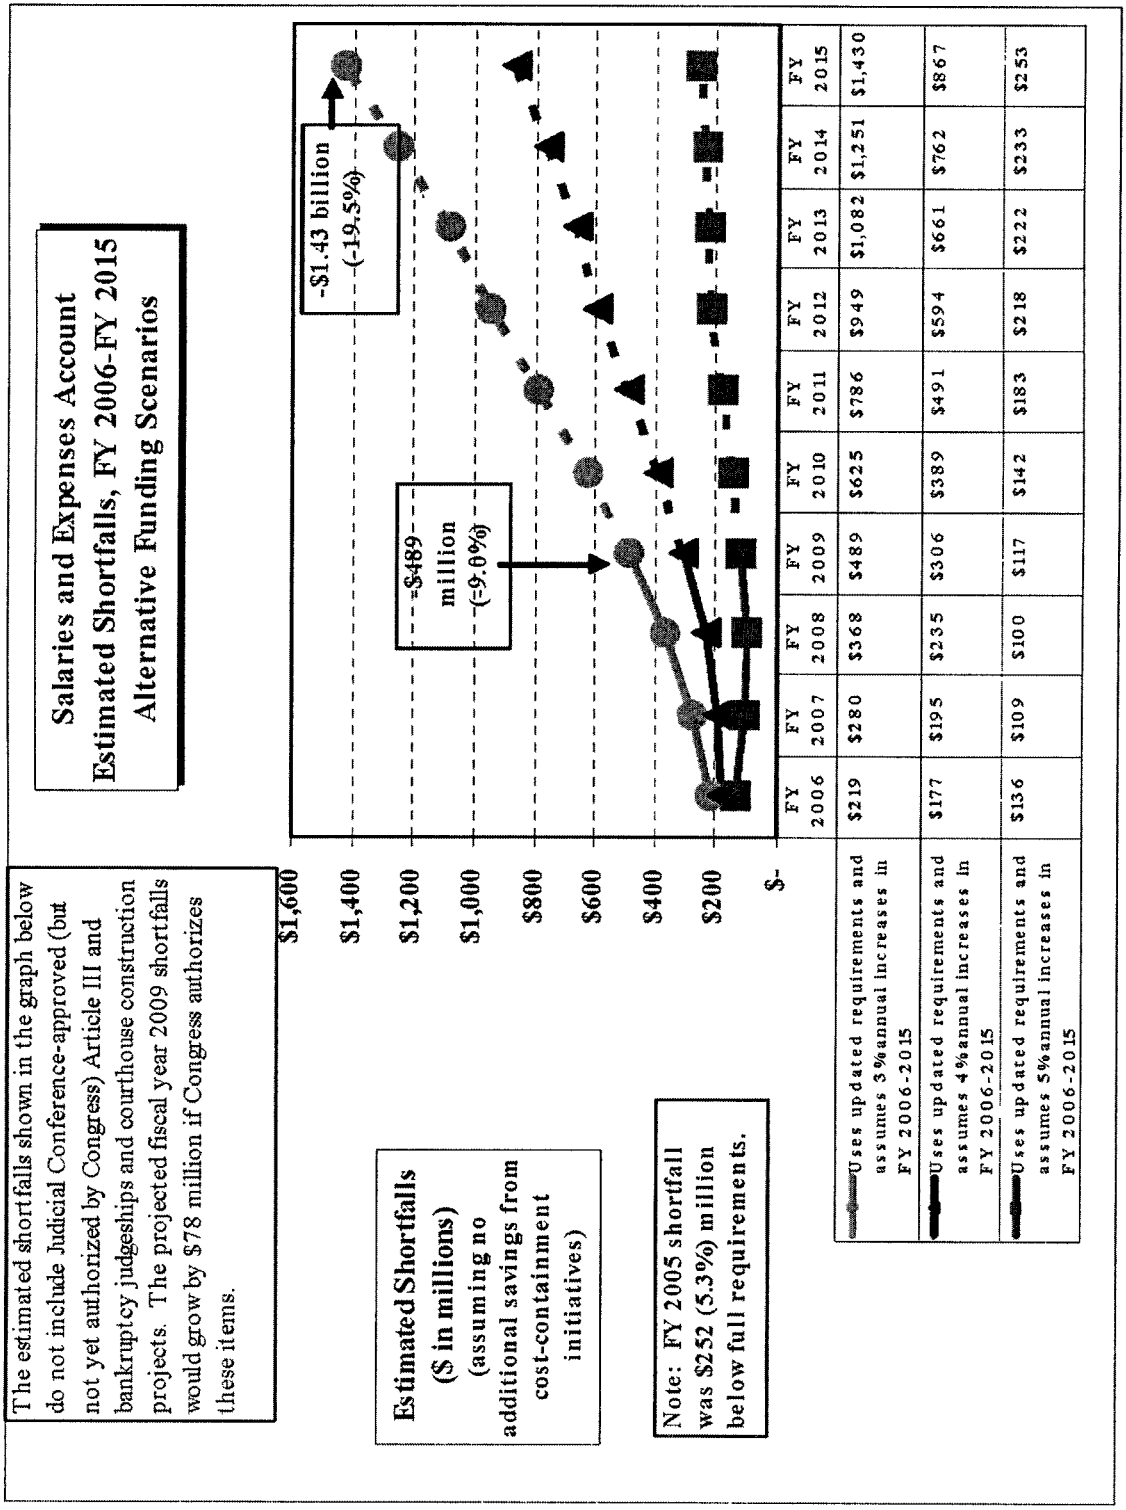 Salaries and Expenses Account
Estimated Shortfalls, FY 2006-FY 2015
Alternative Funding Scenarios
The estimated shortfalls shown in the graph below
do not include Judicial Conference-approved (but
not yet authorized by Congress) Article III and
bankruptcy judgeships and courthouse construction
projects. The projected fiscal year 2009 shortfalls
would grow by $78 million if Congress authorizes
these items.
Estimated Shortfalls
($ in millions)
(assuming no
additional savings from
cost-containment
initiatives)
Note: FY 2005 shortfall
was $252 (5.3%) million
below full requirements.
$1,600
$1,400
$1,200
$1,000
$800
$600
$400
$200
$-
-$489
million
(-9.0%)
-$1.43 billion
(-19.5%)
FY 2006 FY 2007 FY 2008 FY 2009 FY 2010 FY 2011 FY 2012 FY 2013 FY 2014 FY 2015
Uses updated requirements and
assumes 3% annual increases in
FY 2006-2015
$219 $280 $368 $489 $625 $786 $949 $1,082 $1,251 $1,430
Uses updated requirements and
assumes 4% annual increases in
FY 2006-2015
$177 $195 $235 $306 $389 $491 $594 $661 $762 $867
Uses updated requirements and
assumes 5% annual increases in
FY 2006-2015
$136 $109 $100 $117 $142 $183 $218 $222 $233 $253